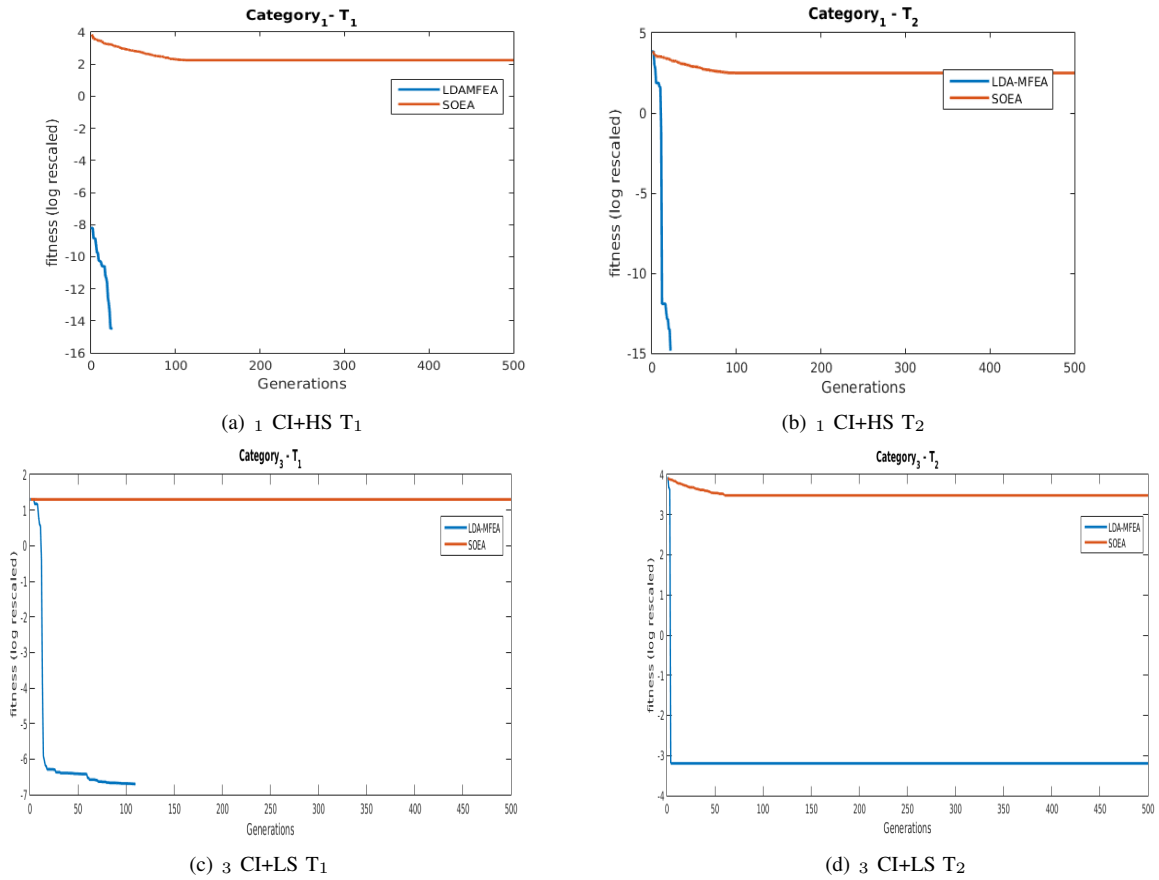 Category1- T1
fitness (log rescaled)
4
2
0
-2
-4
-6
-8
-10
-12
-14
-16
0 100 200 300 400 500
Generations
LDAMFEA
SOEA
(a) 1 CI+HS T1
Category1 - T2
fitness (log rescaled)
5
0
-5
-10
-15
0 100 200 300 400 500
Generations
LDA-MFEA
SOEA
(b) 1 CI+HS T2
Category3 - T1
fitness (log rescaled)
2
1
0
-1
-2
-3
-4
-5
-6
-7
0 50 100 150 200 250 300 350 400 450 500
Generations
LDA-MFEA
SOEA
(c) 3 CI+LS T1
Category3 - T2
fitness (log rescaled)
4
3
2
1
0
-1
-2
-3
-4
0 50 100 150 200 250 300 350 400 450 500
Generations
LDA-MFEA
SOEA
(d) 3 CI+LS T2